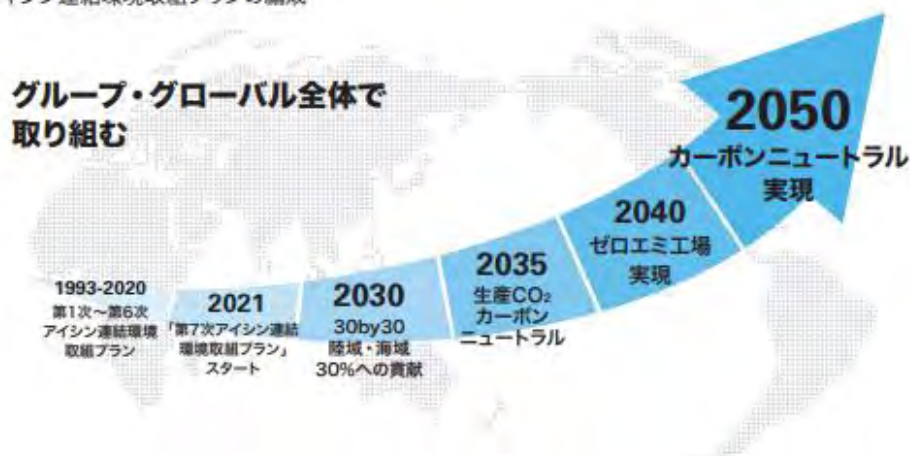 グループ・グローバル全体で
取り組む
1993-2020
第1次～第6次
アイシン連結環境
取組プラン
2021
「第7次アイシン連結
環境取組プラン」
スタート
2030
30by30
陸域・海域
30%への貢献
2035
生産CO₂
カーボン
ニュートラル
2040
ゼロエミ工場
実現
2050
カーボンニュートラル
実現